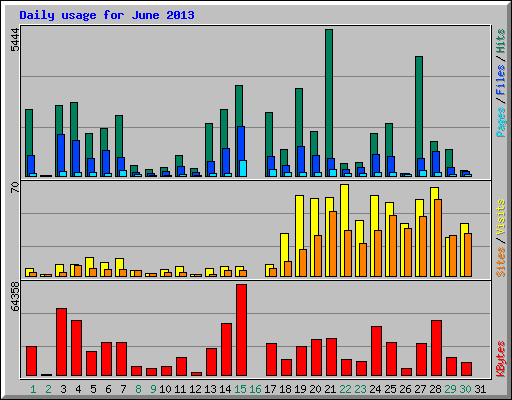 Daily usage for June 2013
5444
Pages/Files/Hits
70
Sites/Visits
64358
KBytes
1 2 3 4 5 6 7 8 9 10 11 12 13 14 15 16 17 18 19 20 21 22 23 24 25 26 27 28 29 30 31